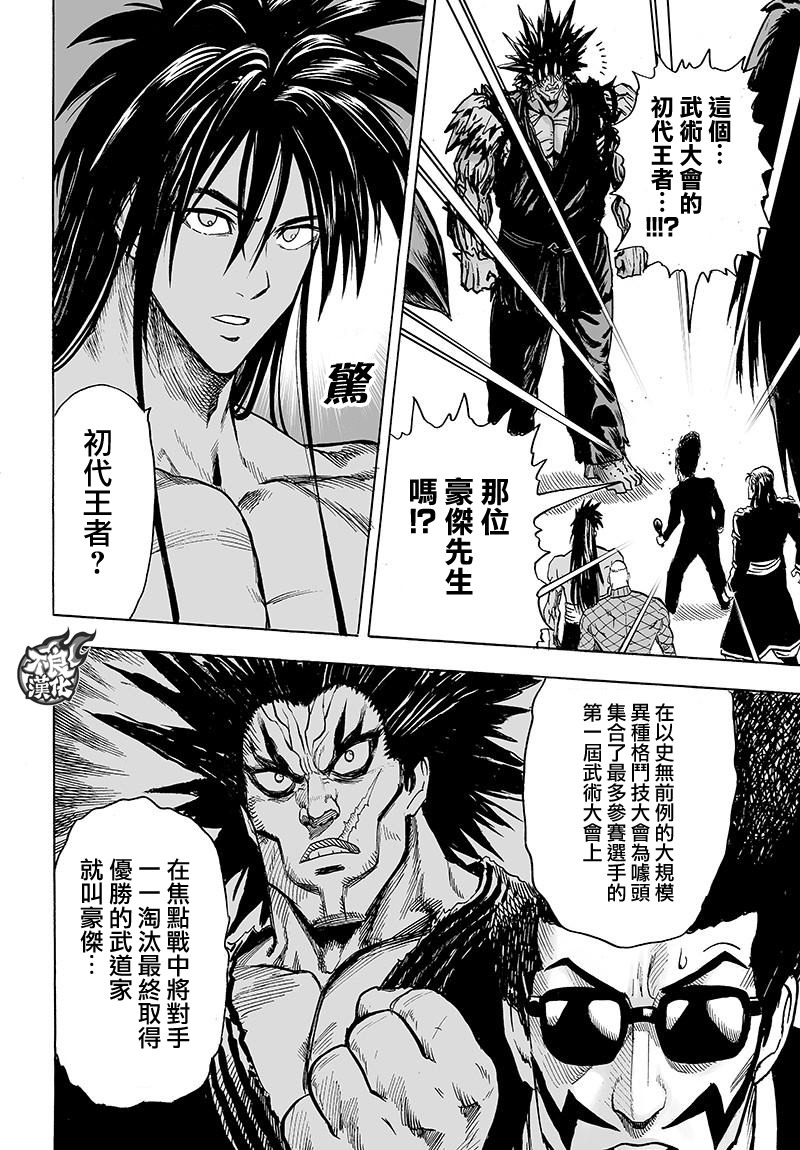 這個…
武術大會的
初代王者…
!!!?
那位
豪傑先生
嗎!?
驚
初代王者?
在以史無前例的大規模
異種格鬥技大會為噱頭
集合了最多參賽選手的
第一屆武術大會上
在焦點戰中將對手
一一淘汰最終取得
優勝的武道家
就叫豪傑…
不良
漢化